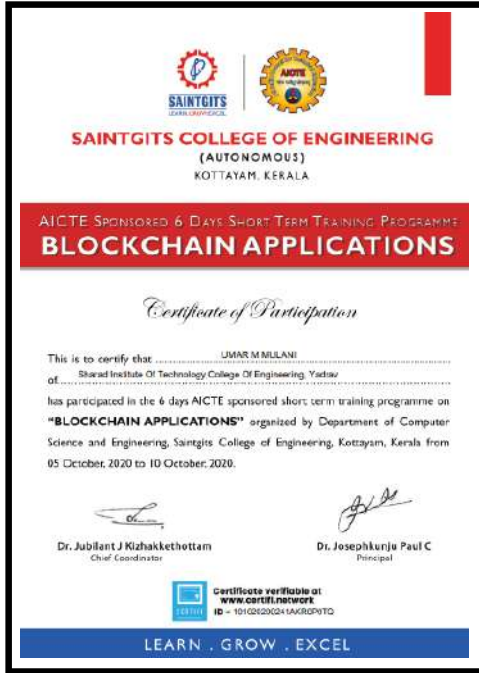 SAINTGITS
LEARN.GROW.EXCEL
AICTE
SAINTGITS COLLEGE OF ENGINEERING
(AUTONOMOUS)
KOTTAYAM, KERALA
AICTE SPONSORED 6 DAYS SHORT TERM TRAINING PROGRAMME
BLOCKCHAIN APPLICATIONS
Certificate of Participation
This is to certify that UMAR M MULANI
of Sharad Institute Of Technology College Of Engineering, Yadrav
has participated in the 6 days AICTE sponsored short term training programme on
"BLOCKCHAIN APPLICATIONS" organized by Department of Computer
Science and Engineering, Saintgits College of Engineering, Kottayam, Kerala from
05 October, 2020 to 10 October, 2020.
Dr. Jubilant J Kizhakkethottam
Chief Coordinator
Dr. Josephkunju Paul C
Principal
CERTIFI
Certificate verifiable at
www.certifi.network
ID -
LEARN . GROW . EXCEL